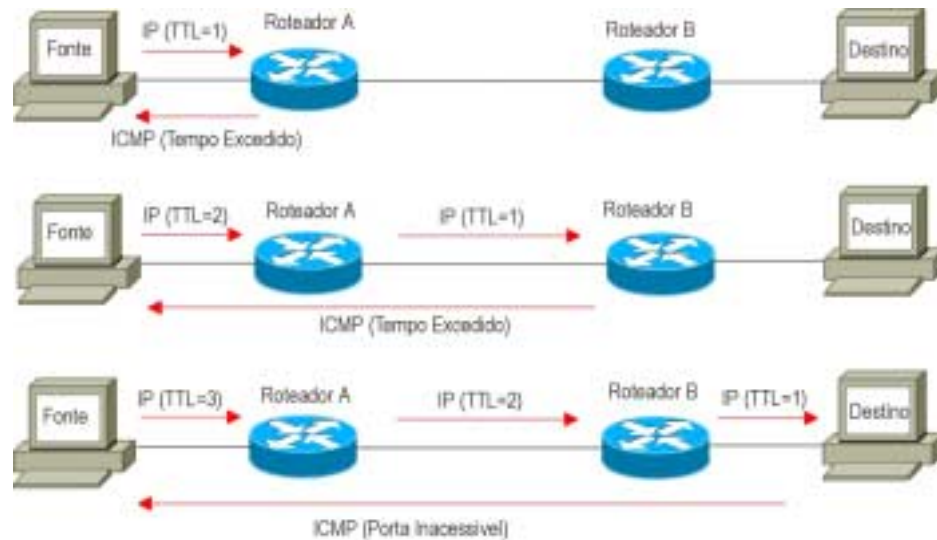 Fonte
IP (TTL=1)
Roteador A
Roteador B
Destino
ICMP (Tempo Excedido)
Fonte
IP (TTL=2)
Roteador A
IP (TTL=1)
Roteador B
Destino
ICMP (Tempo Excedido)
Fonte
IP (TTL=3)
Roteador A
IP (TTL=2)
Roteador B
IP (TTL=1)
Destino
ICMP (Porta Inacessivel)